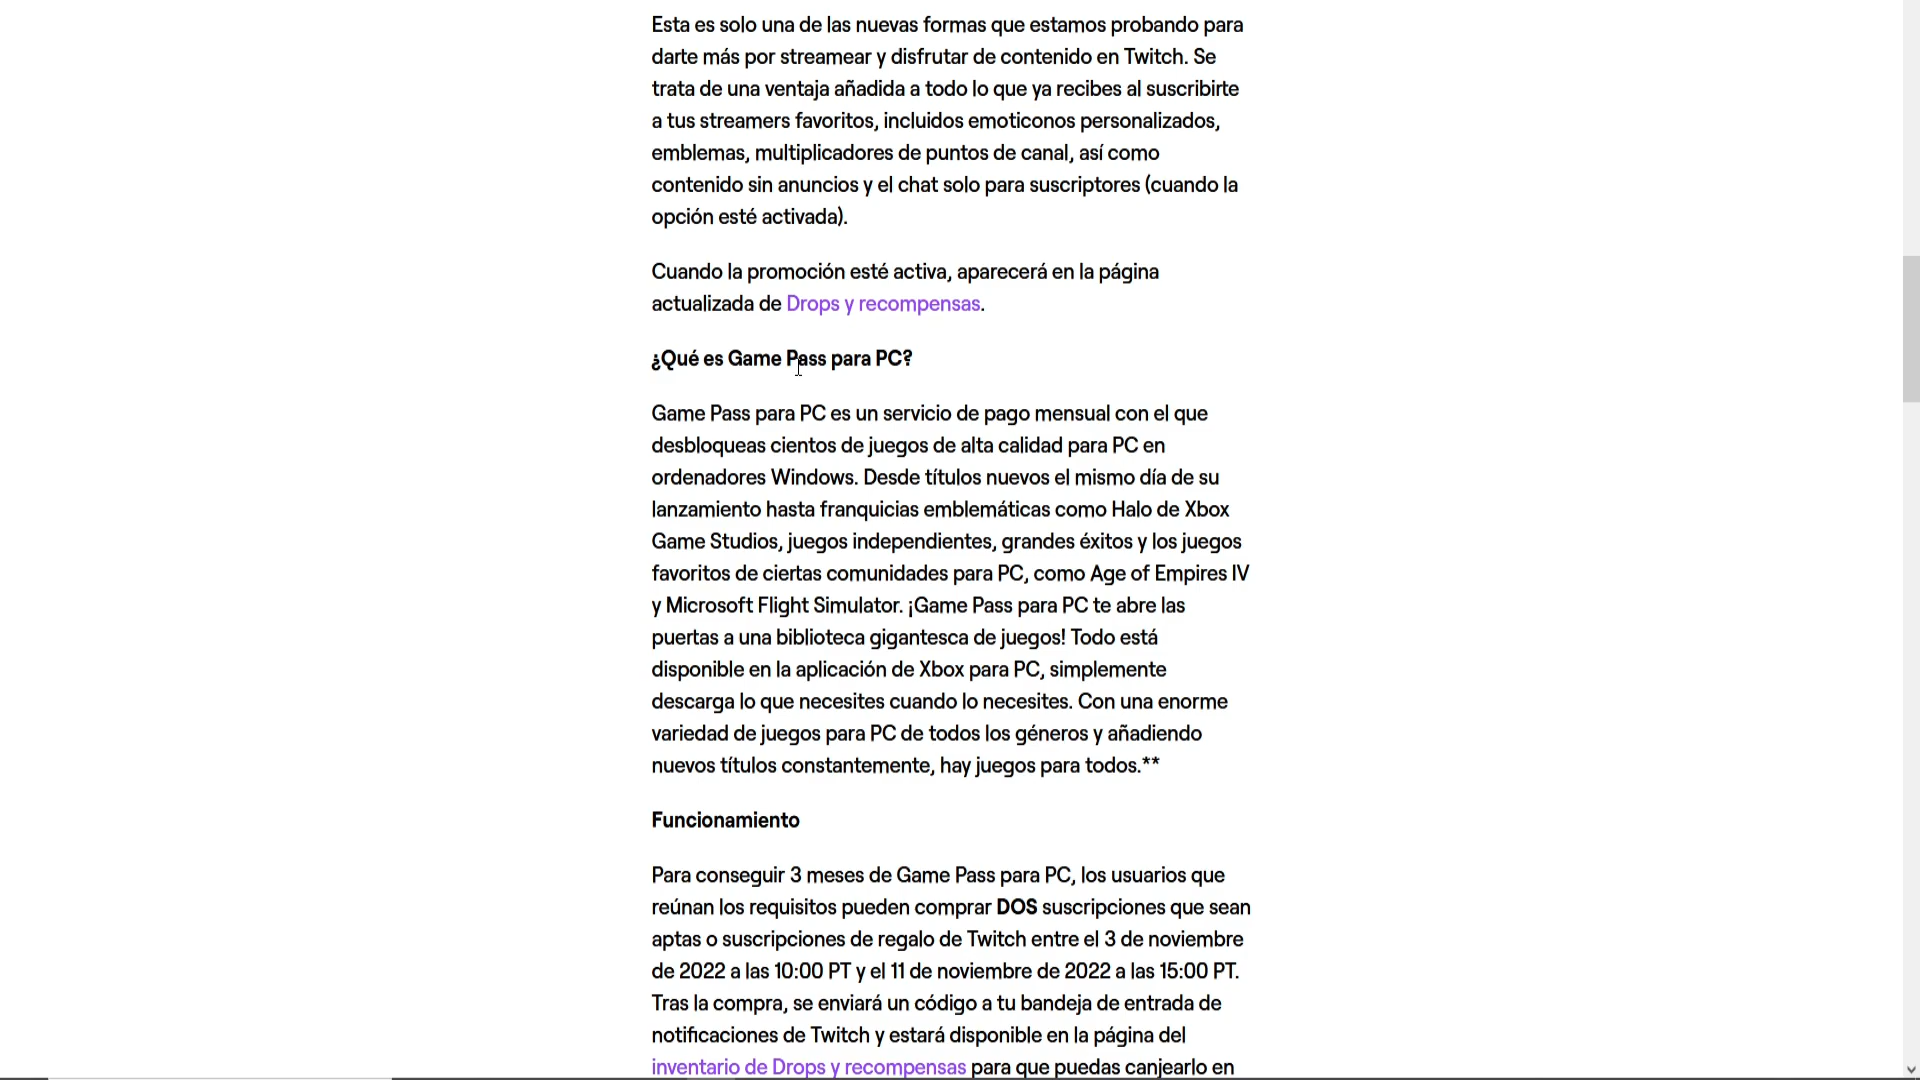 Esta es solo una de las nuevas formas que estamos probando para
darte más por streamear y disfrutar de contenido en Twitch. Se
trata de una ventaja añadida a todo lo que ya recibes al suscribirte
a tus streamers favoritos, incluidos emoticonos personalizados,
emblemas, multiplicadores de puntos de canal, así como
contenido sin anuncios y el chat solo para suscriptores (cuando la
opción esté activada).
Cuando la promoción esté activa, aparecerá en la página
actualizada de Drops y recompensas.
¿Qué es Game Pass para PC?
Game Pass para PC es un servicio de pago mensual con el que
desbloqueas cientos de juegos de alta calidad para PC en
ordenadores Windows. Desde títulos nuevos el mismo día de su
lanzamiento hasta franquicias emblemáticas como Halo de Xbox
Game Studios, juegos independientes, grandes éxitos y los juegos
favoritos de ciertas comunidades para PC, como Age of Empires IV
y Microsoft Flight Simulator. ¡Game Pass para PC te abre las
puertas a una biblioteca gigantesca de juegos! Todo está
disponible en la aplicación de Xbox para PC, simplemente
descarga lo que necesites cuando lo necesites. Con una enorme
variedad de juegos para PC de todos los géneros y añadiendo
nuevos títulos constantemente, hay juegos para todos.**
Funcionamiento
Para conseguir 3 meses de Game Pass para PC, los usuarios que
reúnan los requisitos pueden comprar DOS suscripciones que sean
aptas o suscripciones de regalo de Twitch entre el 3 de noviembre
de 2022 a las 10:00 PT y el 11 de noviembre de 2022 a las 15:00 PT.
Tras la compra, se enviará un código a tu bandeja de entrada de
notificaciones de Twitch y estará disponible en la página del
inventario de Drops y recompensas para que puedas canjearlo en